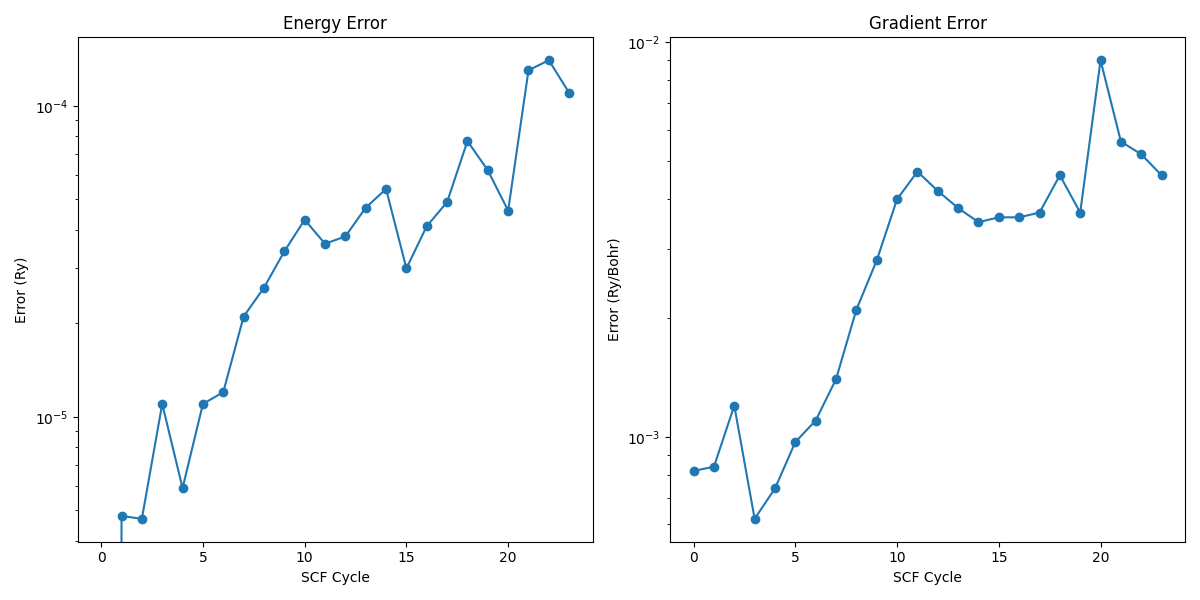 Energy Error
Error (Ry)
10⁻⁴
10⁻⁵
0 5 10 15 20
SCF Cycle
Gradient Error
Error (Ry/Bohr)
10⁻²
10⁻³
0 5 10 15 20
SCF Cycle